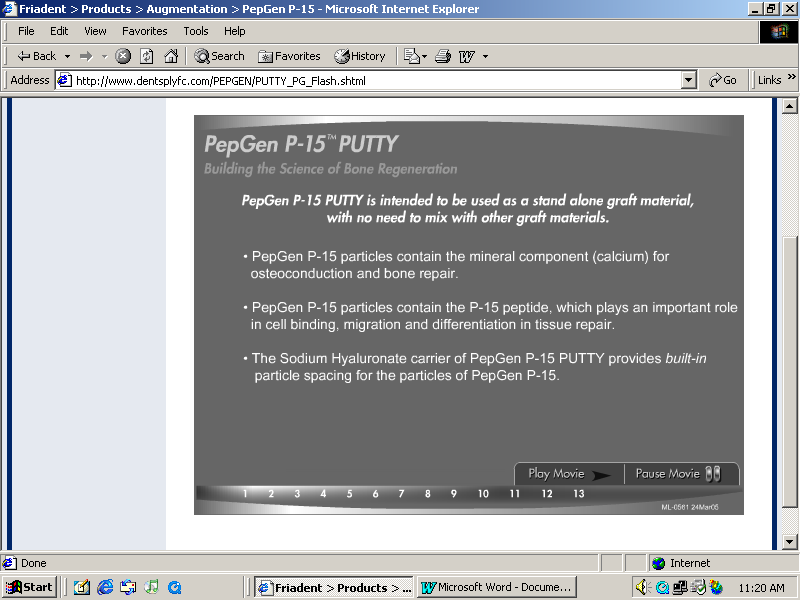 Friadent > Products > Augmentation > PepGen P-15 - Microsoft Internet Explorer
File Edit View Favorites Tools Help
Back Search Favorites History
Address http://www.dentsplyfc.com/PEPGEN/PUTTY_PG_Flash.shtml Go Links »
PepGen P-15™ PUTTY
Building the Science of Bone Regeneration
PepGen P-15 PUTTY is intended to be used as a stand alone graft material,
with no need to mix with other graft materials.
• PepGen P-15 particles contain the mineral component (calcium) for
osteoconduction and bone repair.
• PepGen P-15 particles contain the P-15 peptide, which plays an important role
in cell binding, migration and differentiation in tissue repair.
• The Sodium Hyaluronate carrier of PepGen P-15 PUTTY provides built-in
particle spacing for the particles of PepGen P-15.
Play Movie Pause Movie
1 2 3 4 5 6 7 8 9 10 11 12 13
ML-0561 24Mar05
Done Internet
Start Friadent > Products > ... Microsoft Word - Docume... 11:20 AM